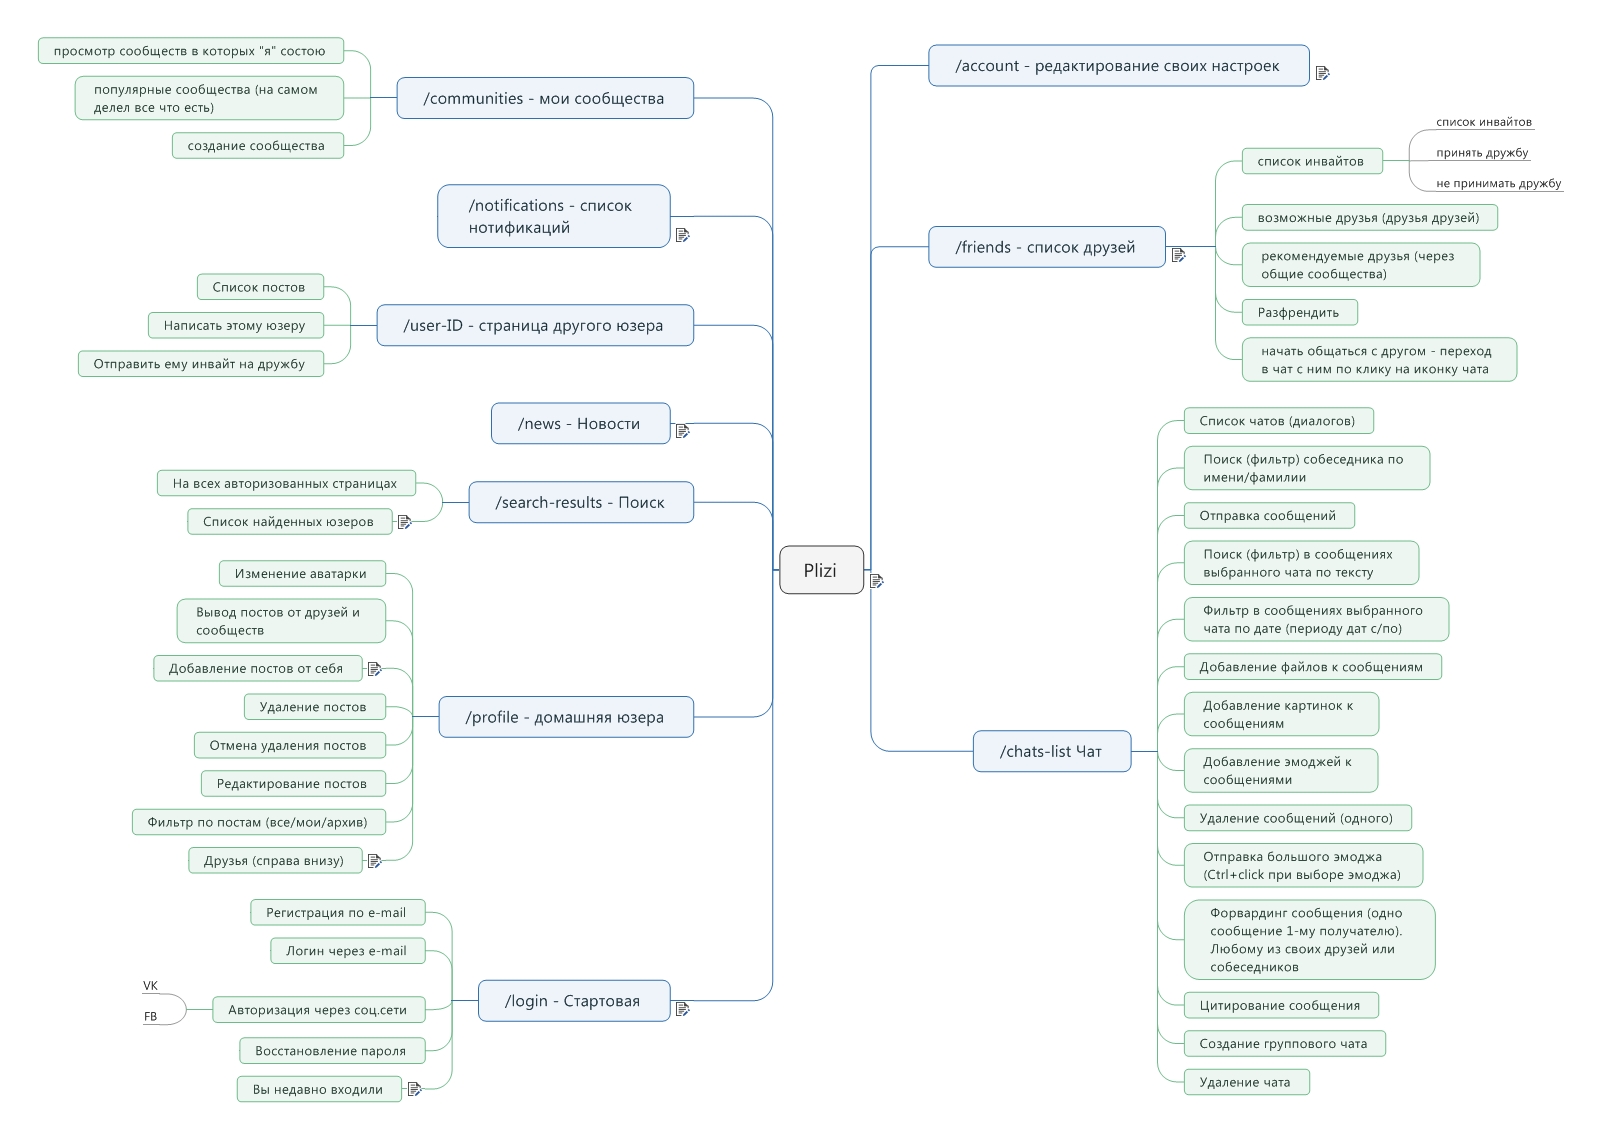 просмотр сообществ в которых "я" состою
популярные сообщества (на самом
делел все что есть)
создание сообщества
/communities - мои сообщества
/notifications - список
нотификаций
Список постов
Написать этому юзеру
Отправить ему инвайт на дружбу
/user-ID - страница другого юзера
/news - Новости
На всех авторизованных страницах
Список найденных юзеров
/search-results - Поиск
Изменение аватарки
Вывод постов от друзей и
сообществ
Добавление постов от себя
Удаление постов
Отмена удаления постов
Редактирование постов
Фильтр по постам (все/мои/архив)
Друзья (справа внизу)
/profile - домашняя юзера
Регистрация по e-mail
Логин через e-mail
VK
FB
Авторизация через соц.сети
Восстановление пароля
Вы недавно входили
/login - Стартовая
Plizi
/account - редактирование своих настроек
/friends - список друзей
список инвайтов
список инвайтов
принять дружбу
не принимать дружбу
возможные друзья (друзья друзей)
рекомендуемые друзья (через
общие сообщества)
Разфрендить
начать общаться с другом - переход
в чат с ним по клику на иконку чата
/chats-list Чат
Список чатов (диалогов)
Поиск (фильтр) собеседника по
имени/фамилии
Отправка сообщений
Поиск (фильтр) в сообщениях
выбранного чата по тексту
Фильтр в сообщениях выбранного
чата по дате (периоду дат с/по)
Добавление файлов к сообщениям
Добавление картинок к
сообщениям
Добавление эмоджей к
сообщениями
Удаление сообщений (одного)
Отправка большого эмоджа
(Ctrl+click при выборе эмоджа)
Форвардинг сообщения (одно
сообщение 1-му получателю).
Любому из своих друзей или
собеседников
Цитирование сообщения
Создание группового чата
Удаление чата